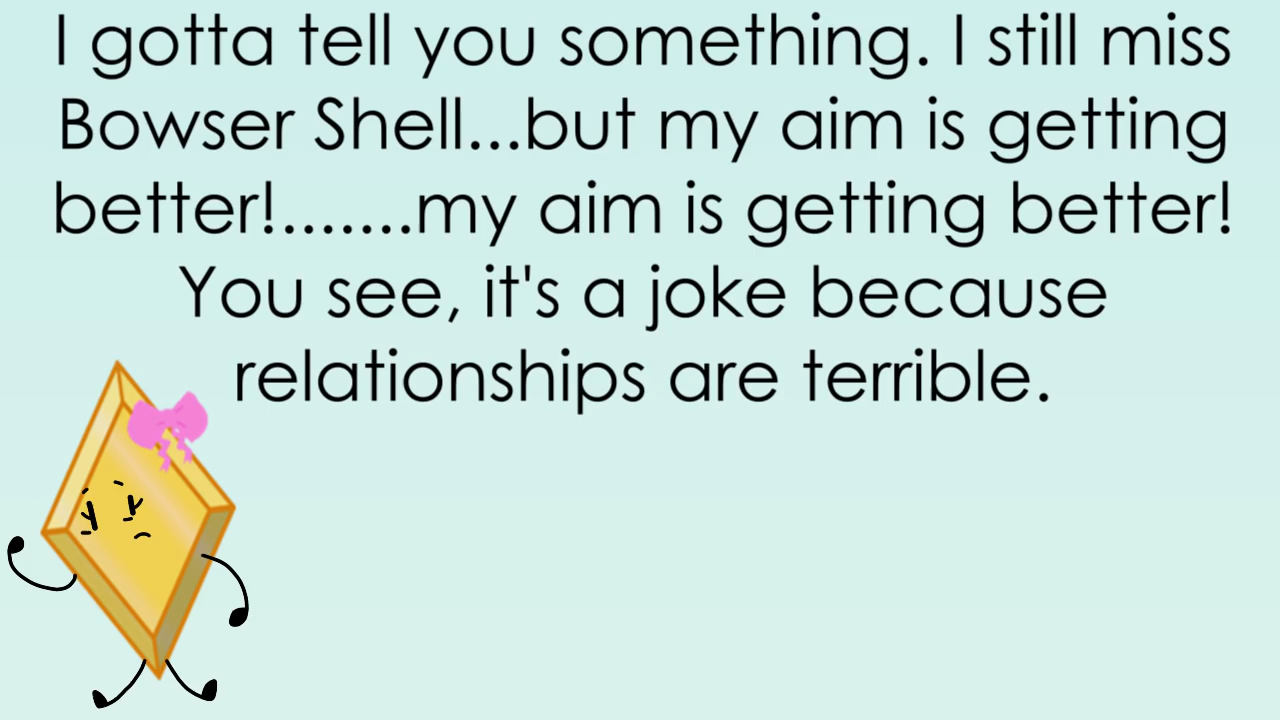 I gotta tell you something. I still miss
Bowser Shell...but my aim is getting
better!.......my aim is getting better!
You see, it's a joke because
relationships are terrible.